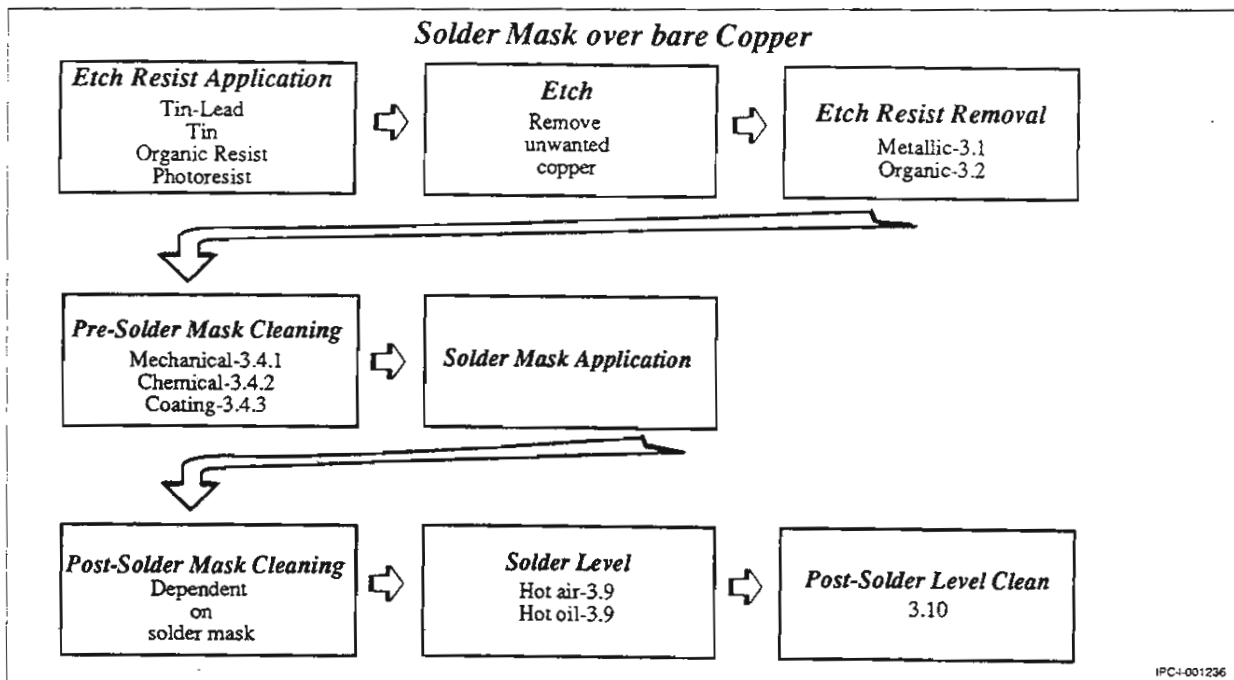 Solder Mask over bare Copper
Etch Resist Application
Tin-Lead
Tin
Organic Resist
Photoresist
Etch
Remove
unwanted
copper
Etch Resist Removal
Metallic-3.1
Organic-3.2
Pre-Solder Mask Cleaning
Mechanical-3.4.1
Chemical-3.4.2
Coating-3.4.3
Solder Mask Application
Post-Solder Mask Cleaning
Dependent
on
solder mask
Solder Level
Hot air-3.9
Hot oil-3.9
Post-Solder Level Clean
3.10
IPC-I-001236